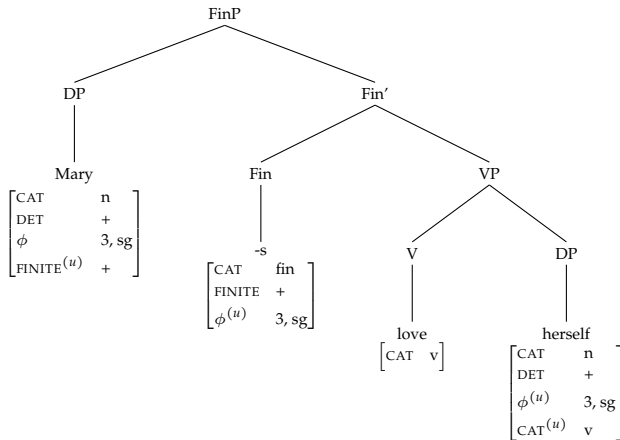 FinP
DP Fin'
Mary Fin VP
CAT n
DET +
ϕ 3, sg
FINITE(u) +
-s
CAT fin
FINITE +
ϕ(u) 3, sg
V DP
love
CAT v
herself
CAT n
DET +
ϕ(u) 3, sg
CAT(u) v